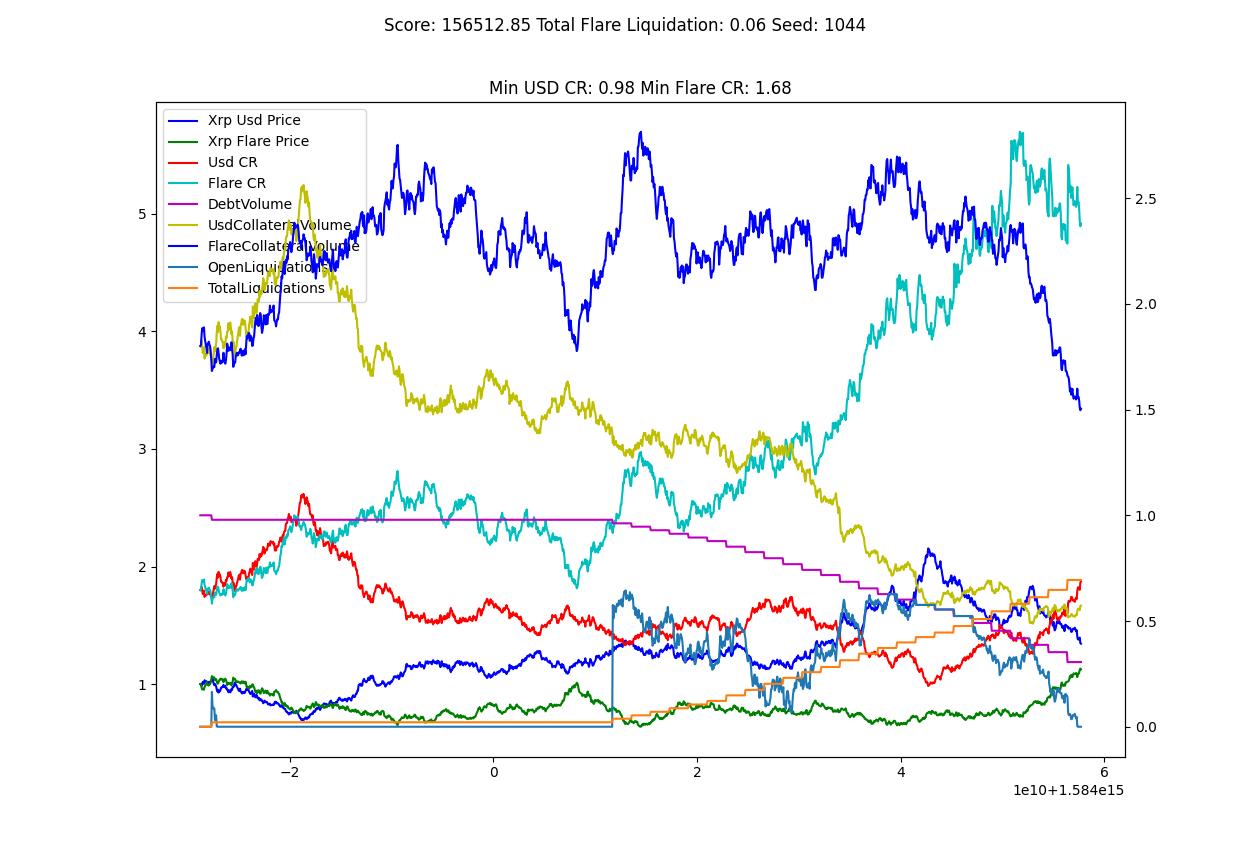 Score: 156512.85 Total Flare Liquidation: 0.06 Seed: 1044
Min USD CR: 0.98 Min Flare CR: 1.68
Xrp Usd Price
Xrp Flare Price
Usd CR
Flare CR
DebtVolume
UsdCollateralVolume
FlareCollateralVolume
OpenLiquidations
TotalLiquidations
5
4
3
2
1
2.5
2.0
1.5
1.0
0.5
0.0
−2
0
2
4
6
1e10+1.584e15